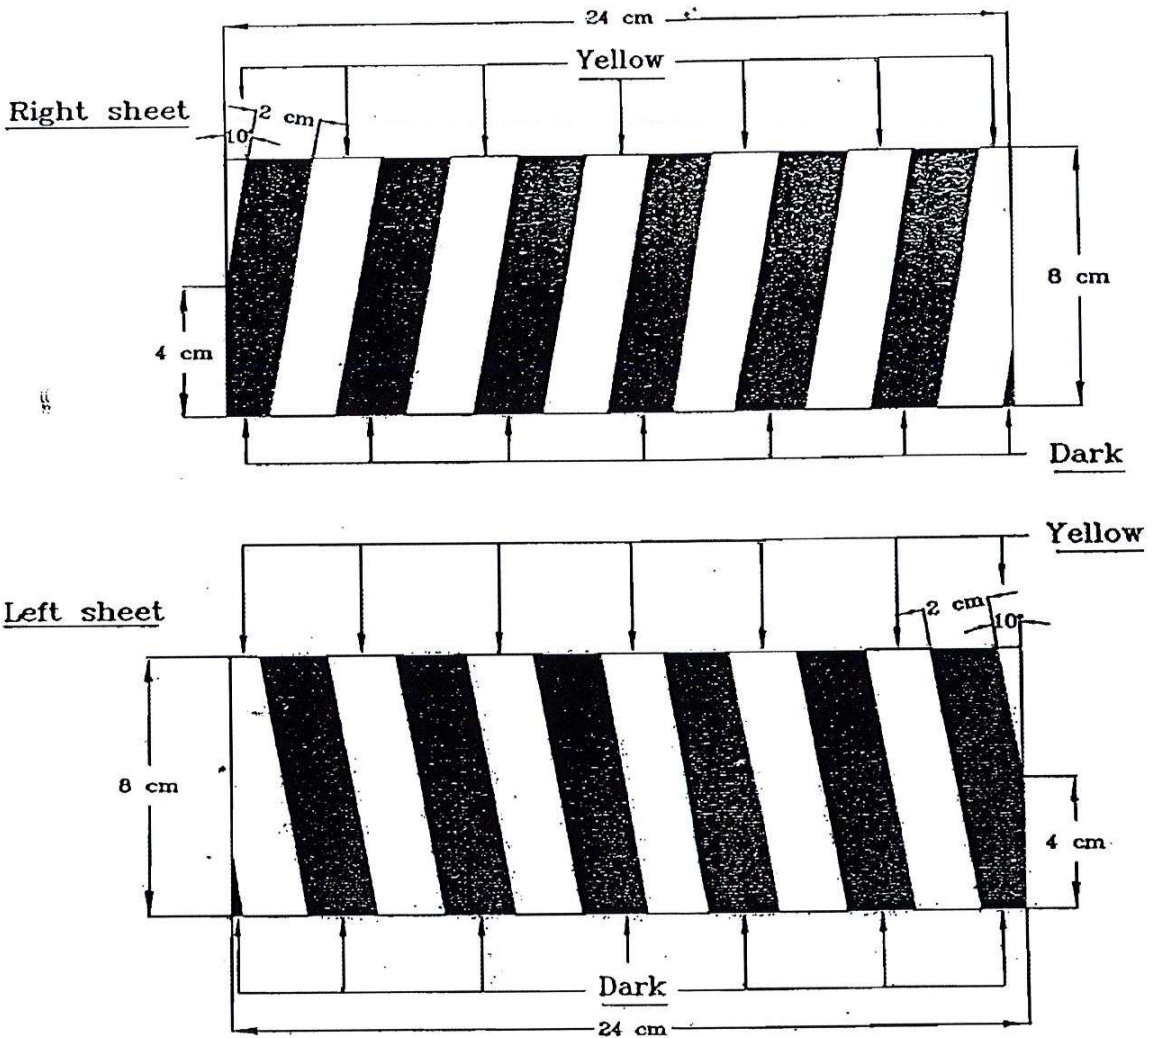 24 cm
Yellow
Right sheet
2 cm
10°
8 cm
4 cm
Dark
Yellow
Left sheet
2 cm
10°
8 cm
4 cm
Dark
24 cm